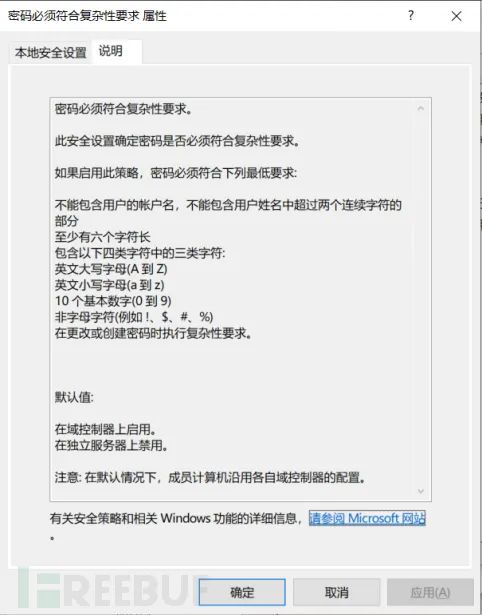 密码必须符合复杂性要求 属性
?
本地安全设置 说明
密码必须符合复杂性要求。
此安全设置确定密码是否必须符合复杂性要求。
如果启用此策略，密码必须符合下列最低要求:
不能包含用户的帐户名，不能包含用户姓名中超过两个连续字符的
部分
至少有六个字符长
包含以下四类字符中的三类字符:
英文大写字母(A 到 Z)
英文小写字母(a 到 z)
10 个基本数字(0 到 9)
非字母字符(例如 !、$、#、%)
在更改或创建密码时执行复杂性要求。
默认值:
在域控制器上启用。
在独立服务器上禁用。
注意: 在默认情况下，成员计算机沿用各自域控制器的配置。
有关安全策略和相关 Windows 功能的详细信息，请参阅 Microsoft 网站
。
FREEBUF
确定 取消 应用(A)